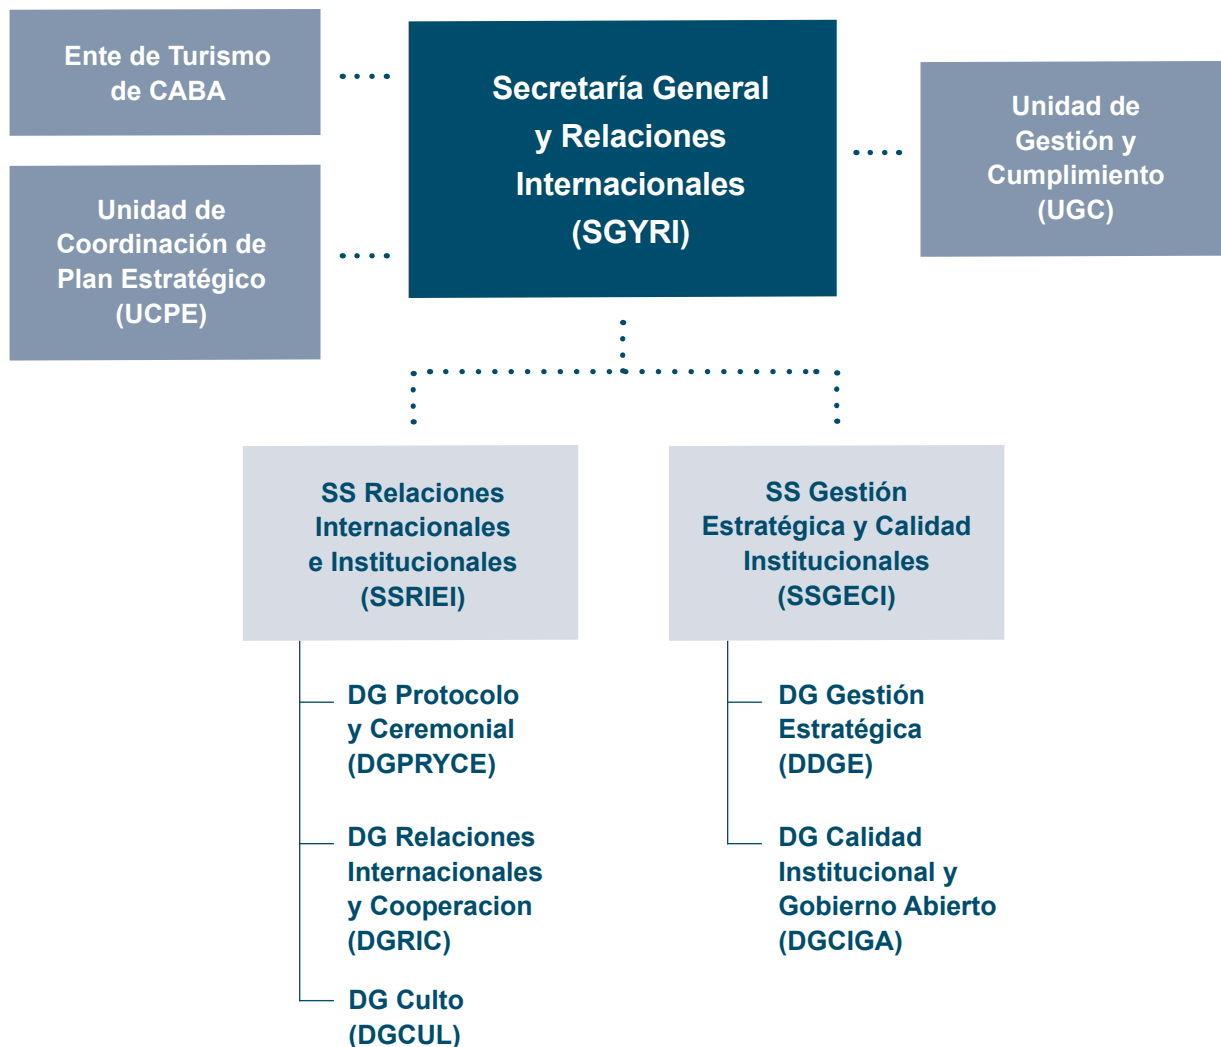 Ente de Turismo
de CABA
Secretaría General
y Relaciones
Internacionales
(SGYRI)
Unidad de
Gestión y
Cumplimiento
(UGC)
Unidad de
Coordinación de
Plan Estratégico
(UCPE)
SS Relaciones
Internacionales
e Institucionales
(SSRIEI)
SS Gestión
Estratégica y Calidad
Institucionales
(SSGECI)
DG Protocolo
y Ceremonial
(DGPRYCE)
DG Relaciones
Internacionales
y Cooperacion
(DGRIC)
DG Culto
(DGCUL)
DG Gestión
Estratégica
(DDGE)
DG Calidad
Institucional y
Gobierno Abierto
(DGCIGA)